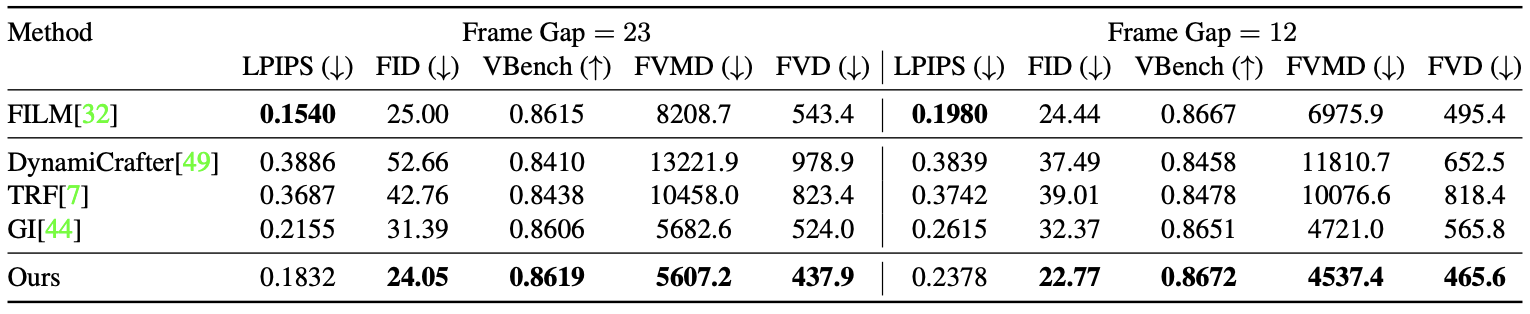 Method Frame Gap = 23 Frame Gap = 12
LPIPS (↓) FID (↓) VBench (↑) FVMD (↓) FVD (↓) LPIPS (↓) FID (↓) VBench (↑) FVMD (↓) FVD (↓)
FILM[32] 0.1540 25.00 0.8615 8208.7 543.4 0.1980 24.44 0.8667 6975.9 495.4
DynamiCrafter[49] 0.3886 52.66 0.8410 13221.9 978.9 0.3839 37.49 0.8458 11810.7 652.5
TRF[7] 0.3687 42.76 0.8438 10458.0 823.4 0.3742 39.01 0.8478 10076.6 818.4
GI[44] 0.2155 31.39 0.8606 5682.6 524.0 0.2615 32.37 0.8651 4721.0 565.8
Ours 0.1832 24.05 0.8619 5607.2 437.9 0.2378 22.77 0.8672 4537.4 465.6